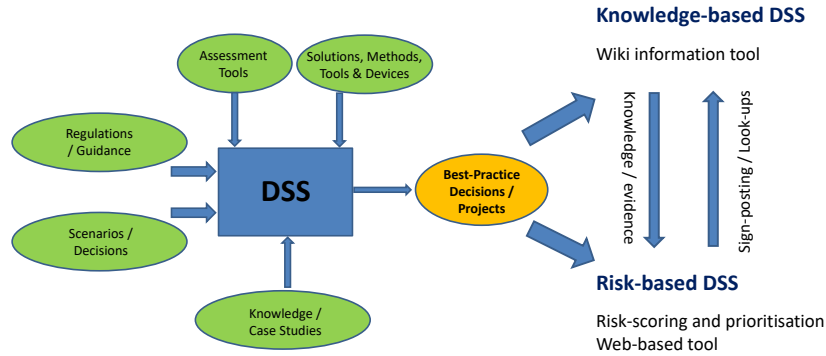 Knowledge-based DSS
Wiki information tool
Assessment
Tools
Solutions, Methods,
Tools & Devices
Regulations
/ Guidance
DSS
Best-Practice
Decisions /
Projects
Knowledge /
evidence
Sign-posting / Look-ups
Scenarios /
Decisions
Knowledge /
Case Studies
Risk-based DSS
Risk-scoring and prioritisation
Web-based tool